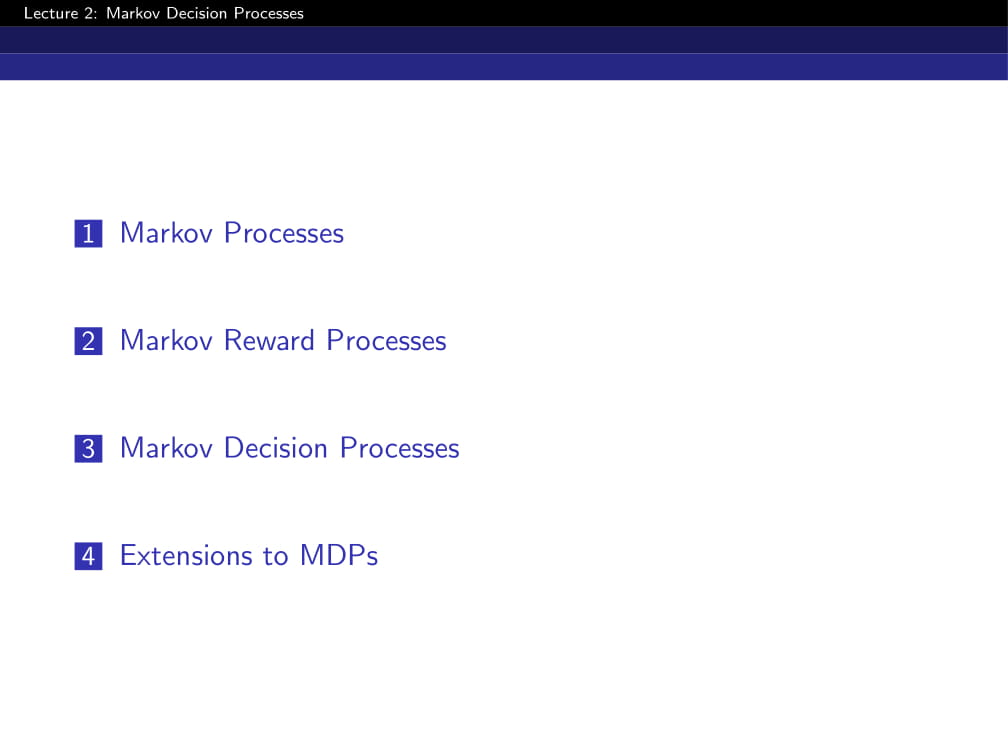 Lecture 2: Markov Decision Processes
1 Markov Processes
2 Markov Reward Processes
3 Markov Decision Processes
4 Extensions to MDPs